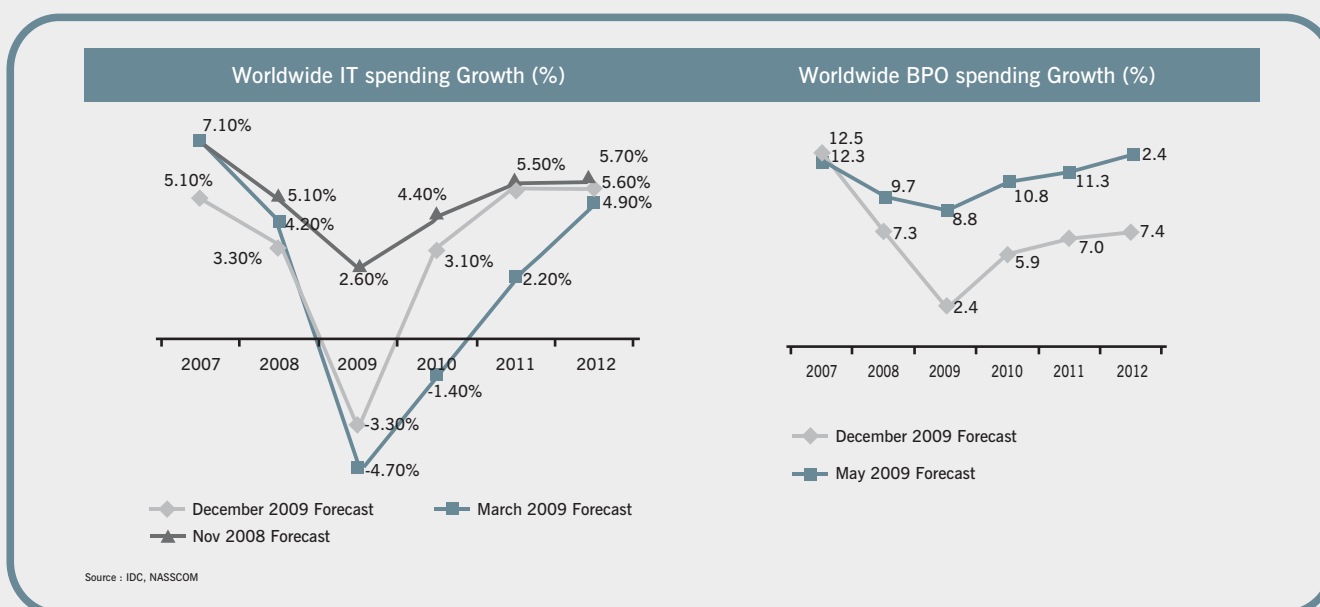 Worldwide IT spending Growth (%)
Worldwide BPO spending Growth (%)
7.10%
5.10%
5.10%
4.20%
3.30%
2.60%
4.40%
5.50%
5.70%
5.60%
4.90%
3.10%
2.20%
2007 2008 2009 2010 2011 2012
-1.40%
-3.30%
-4.70%
December 2009 Forecast
March 2009 Forecast
Nov 2008 Forecast
12.5
12.3
9.7
8.8
10.8
11.3
2.4
7.3
2.4
5.9
7.0
7.4
2007 2008 2009 2010 2011 2012
December 2009 Forecast
May 2009 Forecast
Source : IDC, NASSCOM